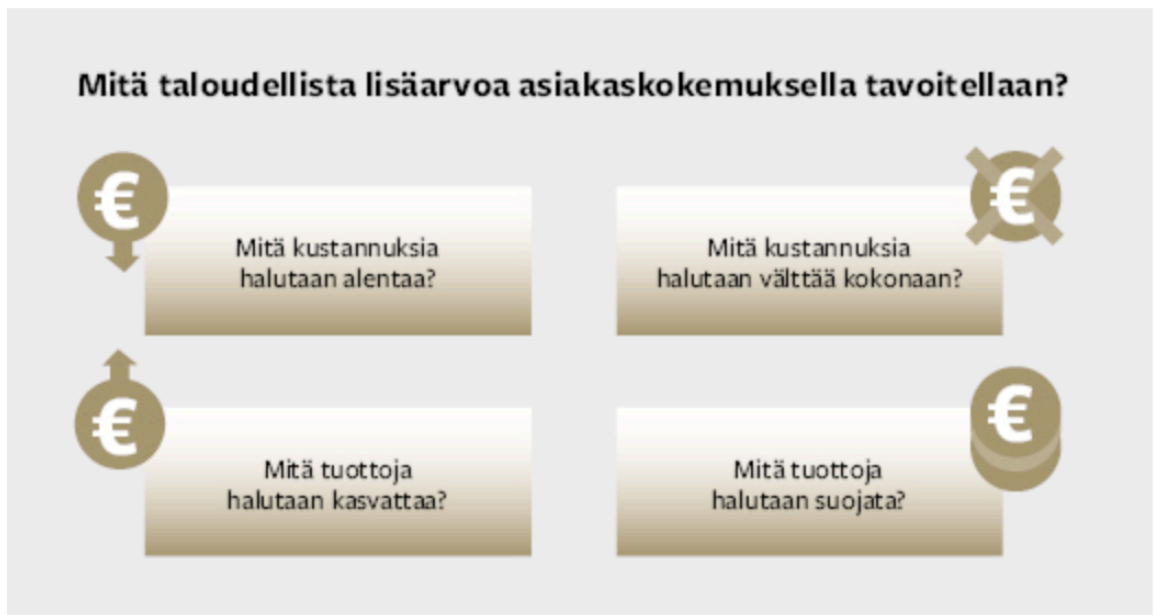 Mitä taloudellista lisäarvoa asiakaskokemuksella tavoitellaan?
€
Mitä kustannuksia
halutaan alentaa?
€
Mitä kustannuksia
halutaan välttää kokonaan?
€
Mitä tuottoja
halutaan kasvattaa?
€
Mitä tuottoja
halutaan suojata?